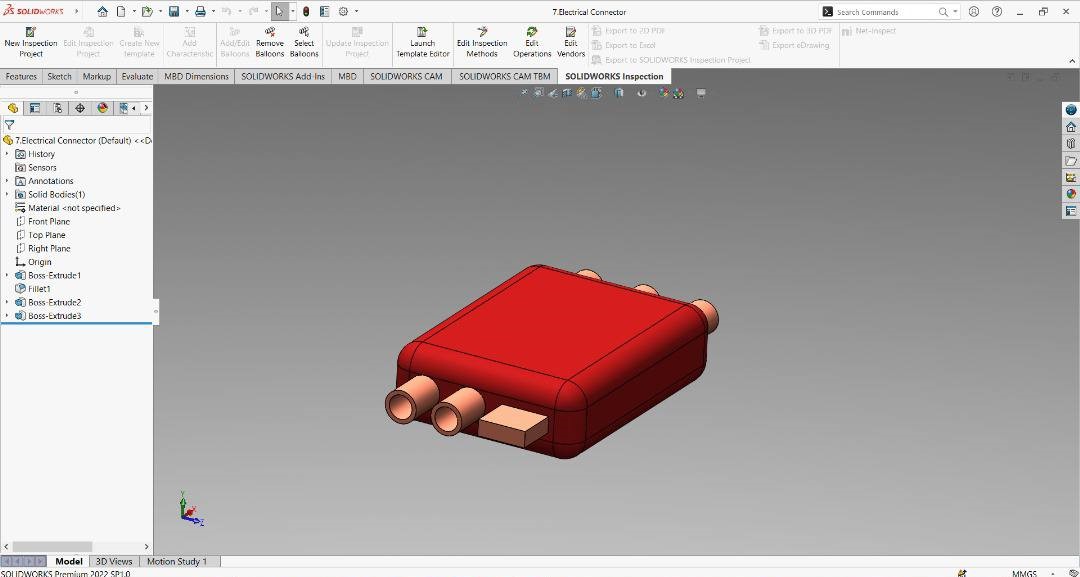 SOLIDWORKS
7.Electrical Connector
Search Commands
New Inspection Project
Edit Inspection Project
Create New template
Add Characteristic
Add/Edit Balloons
Remove Balloons
Select Balloons
Update Inspection Project
Launch Template Editor
Edit Inspection Methods
Edit Operations
Edit Vendors
Export to 2D PDF
Export to Excel
Export to SOLIDWORKS Inspection Project
Export to 3D PDF
Export eDrawing
Net-Inspect
Features Sketch Markup Evaluate MBD Dimensions SOLIDWORKS Add-Ins MBD SOLIDWORKS CAM SOLIDWORKS CAM TBM SOLIDWORKS Inspection
7.Electrical Connector (Default) <<D
History
Sensors
Annotations
Solid Bodies(1)
Material <not specified>
Front Plane
Top Plane
Right Plane
Origin
Boss-Extrude1
Fillet1
Boss-Extrude2
Boss-Extrude3
Y
X
Z
Model 3D Views Motion Study 1
SOLIDWORKS Premium 2022 SP1.0
MMGS